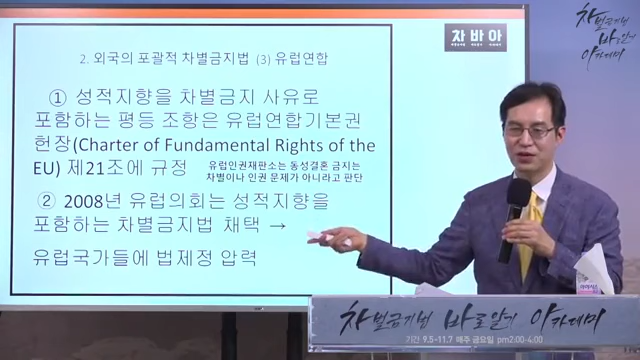 차바아
2. 외국의 포괄적 차별금지법 (3) 유럽연합
① 성적지향을 차별금지 사유로
포함하는 평등 조항은 유럽연합기본권
헌장(Charter of Fundamental Rights of the
EU) 제21조에 규정
유럽인권재판소는 동성결혼 금지는
차별이나 인권 문제가 아니라고 판단
② 2008년 유럽의회는 성적지향을
포함하는 차별금지법 채택 →
유럽국가들에 법제정 압력
차별금지법
바로알기
아카데미
차별금지법 바로알기 아카데미
기간 9.5-11.7 매주 금요일 pm2:00-4:00